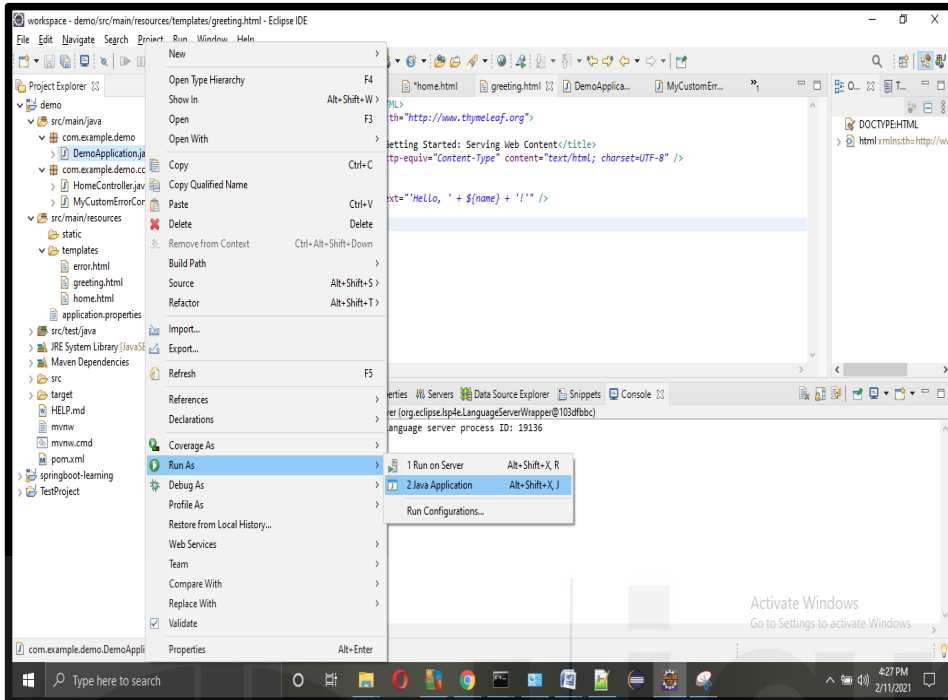 workspace - demo/src/main/resources/templates/greeting.html - Eclipse IDE
File Edit Navigate Search Project Run Window Help
Project Explorer
demo
src/main/java
com.example.demo
DemoApplication.ja
com.example.demo.cc
HomeController.jav
MyCustomErrorCor
src/main/resources
static
templates
error.html
greeting.html
home.html
application.properties
src/test/java
JRE System Library [JavaSE
Maven Dependencies
src
target
HELP.md
mvnw
mvnw.cmd
pom.xml
springboot-learning
TestProject
New
Open Type Hierarchy F4
Show In Alt+Shift+W
Open F3
Open With
Copy Ctrl+C
Copy Qualified Name
Paste Ctrl+V
Delete Delete
Remove from Context Ctrl+Alt+Shift+Down
Build Path
Source Alt+Shift+S
Refactor Alt+Shift+T
Import...
Export...
Refresh F5
References
Declarations
Coverage As
Run As
Debug As
Profile As
Restore from Local History...
Web Services
Team
Compare With
Replace With
Validate
Properties Alt+Enter
1 Run on Server Alt+Shift+X, R
2 Java Application Alt+Shift+X, J
Run Configurations...
*home.html greeting.html DemoApplica... MyCustomErr... »1
ML>
th="http://www.thymeleaf.org">
etting Started: Serving Web Content</title>
tp-equiv="Content-Type" content="text/html; charset=UTF-8" />
ext="'Hello, ' + ${name} + '!'" />
O... T...
DOCTYPE:HTML
html xmlns:th=http://wv
erties Servers Data Source Explorer Snippets Console
er (org.eclipse.lsp4e.LanguageServerWrapper@103dfbbc)
anguage server process ID: 19136
Activate Windows
Go to Settings to activate Windows.
com.example.demo.DemoAppli
Type here to search
4:27 PM
2/11/2021